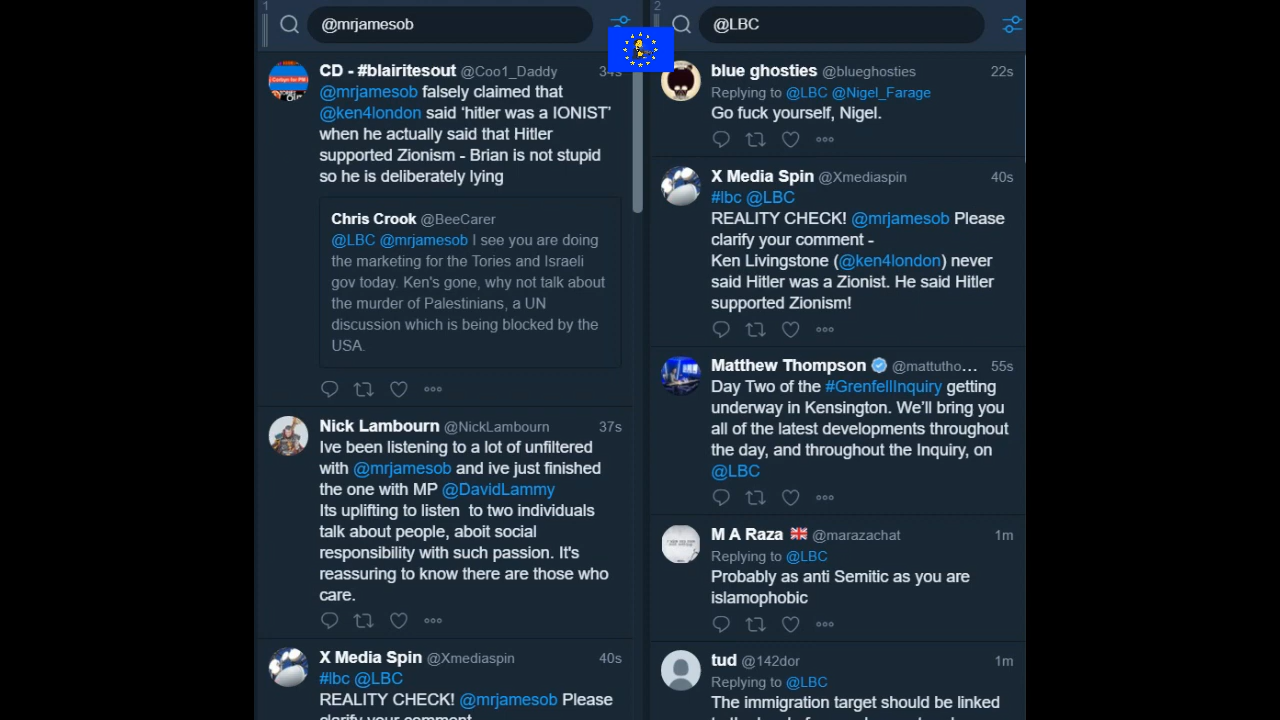 1
@mrjamesob
CD - #blairitesout @Coo1_Daddy 34s
@mrjamesob falsely claimed that
@ken4london said ‘hitler was a IONIST’
when he actually said that Hitler
supported Zionism - Brian is not stupid
so he is deliberately lying
Chris Crook @BeeCarer
@LBC @mrjamesob I see you are doing
the marketing for the Tories and Israeli
gov today. Ken's gone, why not talk about
the murder of Palestinians, a UN
discussion which is being blocked by the
USA.
Nick Lambourn @NickLambourn 37s
Ive been listening to a lot of unfiltered
with @mrjamesob and ive just finished
the one with MP @DavidLammy
Its uplifting to listen to two individuals
talk about people, aboit social
responsibility with such passion. It's
reassuring to know there are those who
care.
X Media Spin @Xmediaspin 40s
#lbc @LBC
REALITY CHECK! @mrjamesob Please
clarify your comment
2
@LBC
blue ghosties @blueghosties 22s
Replying to @LBC @Nigel_Farage
Go fuck yourself, Nigel.
X Media Spin @Xmediaspin 40s
#lbc @LBC
REALITY CHECK! @mrjamesob Please
clarify your comment -
Ken Livingstone (@ken4london) never
said Hitler was a Zionist. He said Hitler
supported Zionism!
Matthew Thompson @mattutho... 55s
Day Two of the #GrenfellInquiry getting
underway in Kensington. We’ll bring you
all of the latest developments throughout
the day, and throughout the Inquiry, on
@LBC
M A Raza @marazachat 1m
Replying to @LBC
Probably as anti Semitic as you are
islamophobic
tud @142dor 1m
Replying to @LBC
The immigration target should be linked